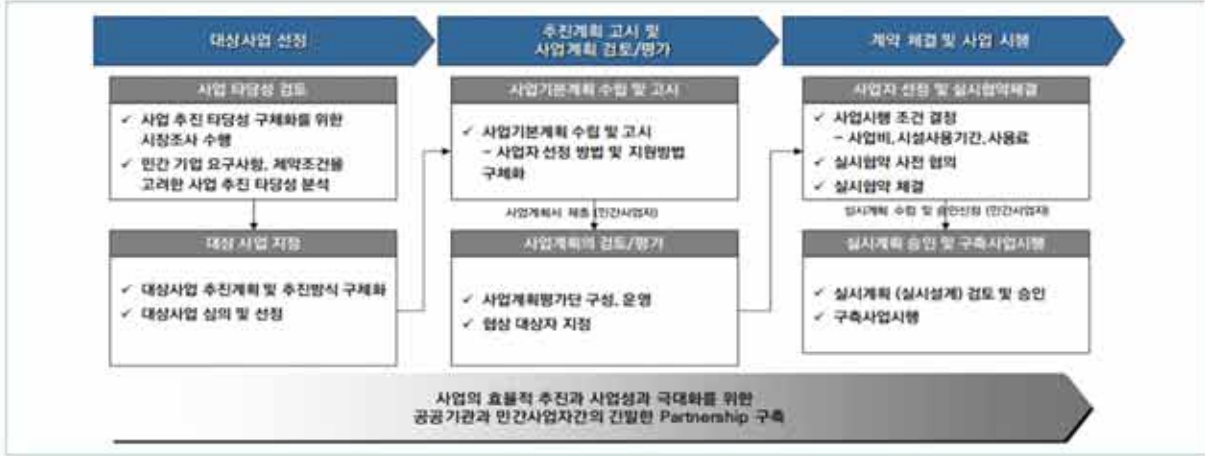 대상사업 선정
추진계획 고시 및
사업계획 검토/평가
계약 체결 및 사업 시행
사업 타당성 검토
✓ 사업 추진 타당성 구체화를 위한
시장조사 수행
✓ 민간 기업 요구사항, 제약조건을
고려한 사업 추진 타당성 분석
대상 사업 지정
✓ 대상사업 추진계획 및 추진방식 구체화
✓ 대상사업 심의 및 선정
사업기본계획 수립 및 고시
✓ 사업기본계획 수립 및 고시
– 사업자 선정 방법 및 지원방법
구체화
사업계획서 제출 (민간사업자)
사업계획의 검토/평가
✓ 사업계획평가단 구성, 운영
✓ 협상 대상자 지정
사업자 선정 및 실시협약체결
✓ 사업시행 조건 결정
– 사업비, 시설사용기간, 사용료
✓ 실시협약 사전 협의
✓ 실시협약 체결
실시계획 수립 및 승인신청 (민간사업자)
실시계획 승인 및 구축사업시행
✓ 실시계획 (실시설계) 검토 및 승인
✓ 구축사업시행
사업의 효율적 추진과 사업성과 극대화를 위한
공공기관과 민간사업자간의 긴밀한 Partnership 구축